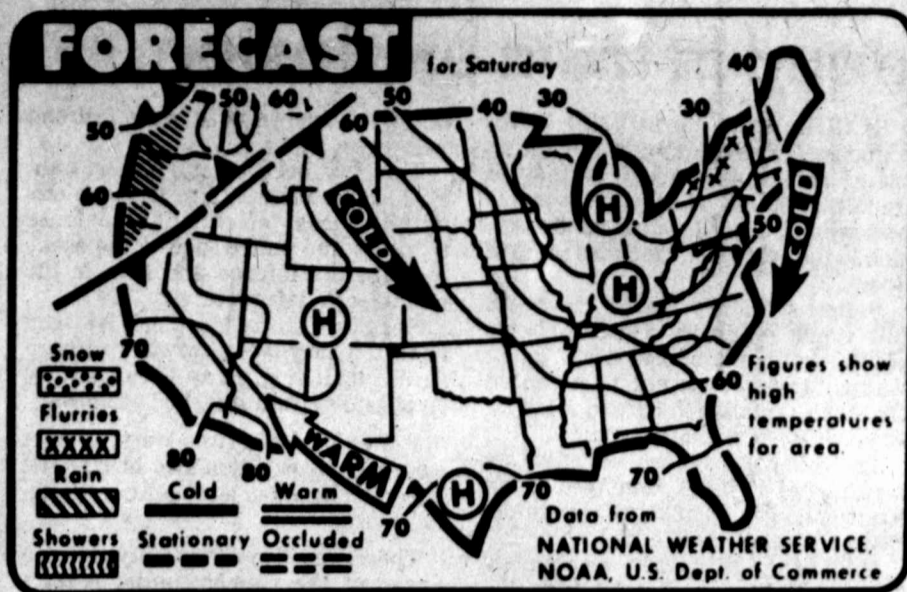 FORECAST
for Saturday
50 60 50 40 30 30 40
50
60
60
50
COLD
COLD
H
H
H
H
70
Snow
Flurries
XXXX
Rain
Showers
80
80
Cold
Warm
Stationary
Occluded
WARM
70
70
70
60
Figures show
high
temperatures
for area.
Data from
NATIONAL WEATHER SERVICE,
NOAA, U.S. Dept. of Commerce